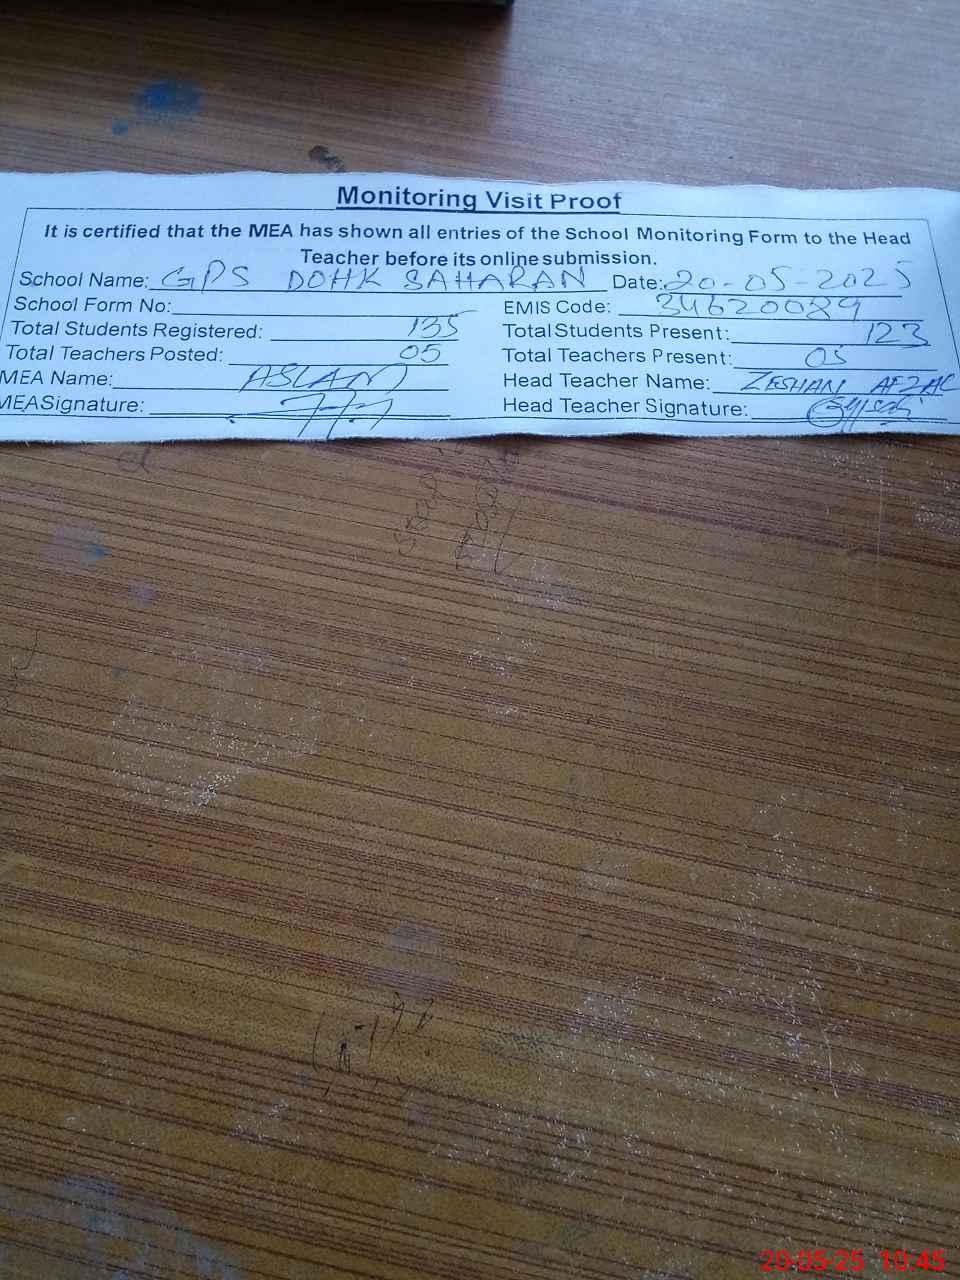 Monitoring Visit Proof
It is certified that the MEA has shown all entries of the School Monitoring Form to the Head
Teacher before its online submission.
School Name: GPS DOHK SAHARAN Date: 20-05-2025
School Form No: EMIS Code: 34620089
Total Students Registered: 135 Total Students Present: 123
Total Teachers Posted: 05 Total Teachers Present: 05
MEA Name: ASLAM Head Teacher Name: ZESHAN AFZAL
MEA Signature: Head Teacher Signature:
20-05-25 10:45